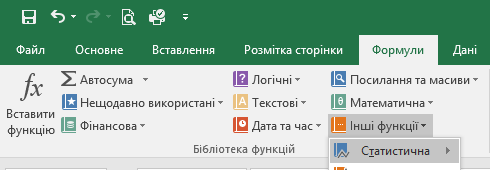 Файл Основне Вставлення Розмітка сторінки Формули Дані
fx Вставити функцію
Автосума
Нещодавно використані
Фінансова
Логічні
Текстові
Дата та час
Посилання та масиви
Математична
Інші функції
Бібліотека функцій
Статистична